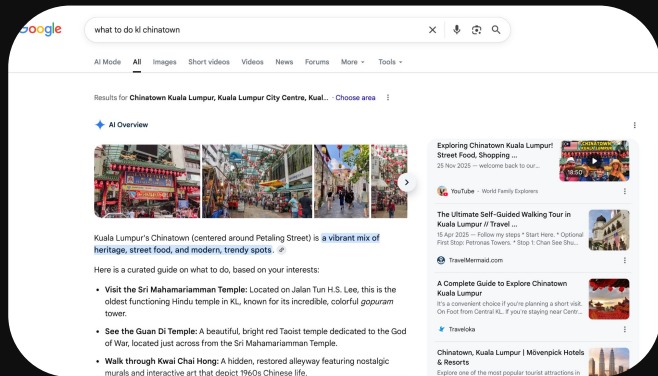 Google
what to do kl chinatown
AI Mode All Images Short videos Videos News Forums More Tools
Results for Chinatown Kuala Lumpur, Kuala Lumpur City Centre, Kual... · Choose area
AI Overview
Kuala Lumpur's Chinatown (centered around Petaling Street) is a vibrant mix of
heritage, street food, and modern, trendy spots.
Here is a curated guide on what to do, based on your interests:
• Visit the Sri Mahamariamman Temple: Located on Jalan Tun H.S. Lee, this is the
oldest functioning Hindu temple in KL, known for its incredible, colorful gopuram
tower.
• See the Guan Di Temple: A beautiful, bright red Taoist temple dedicated to the God
of War, located just across from the Sri Mahamariamman Temple.
• Walk through Kwai Chai Hong: A hidden, restored alleyway featuring nostalgic
murals and interactive art that depict 1960s Chinese life.
Exploring Chinatown Kuala Lumpur!
Street Food, Shopping ...
25 Nov 2025 — welcome back to our...
CHINATOWN
KUALA LUMPUR
18:50
YouTube · World Family Explorers
The Ultimate Self-Guided Walking Tour in
Kuala Lumpur // Travel ...
15 Apr 2025 — Follow my steps * Start Here. * Optional
First Stop: Petronas Towers. * Stop 1: Chan See Shu...
TravelMermaid.com
A Complete Guide to Explore Chinatown
Kuala Lumpur
It's a convenient choice if you're planning a short visit.
On Foot from Central KL. If you're staying near Centr...
Traveloka
Chinatown, Kuala Lumpur | Mövenpick Hotels
& Resorts
Explore one of the most popular tourist attractions in